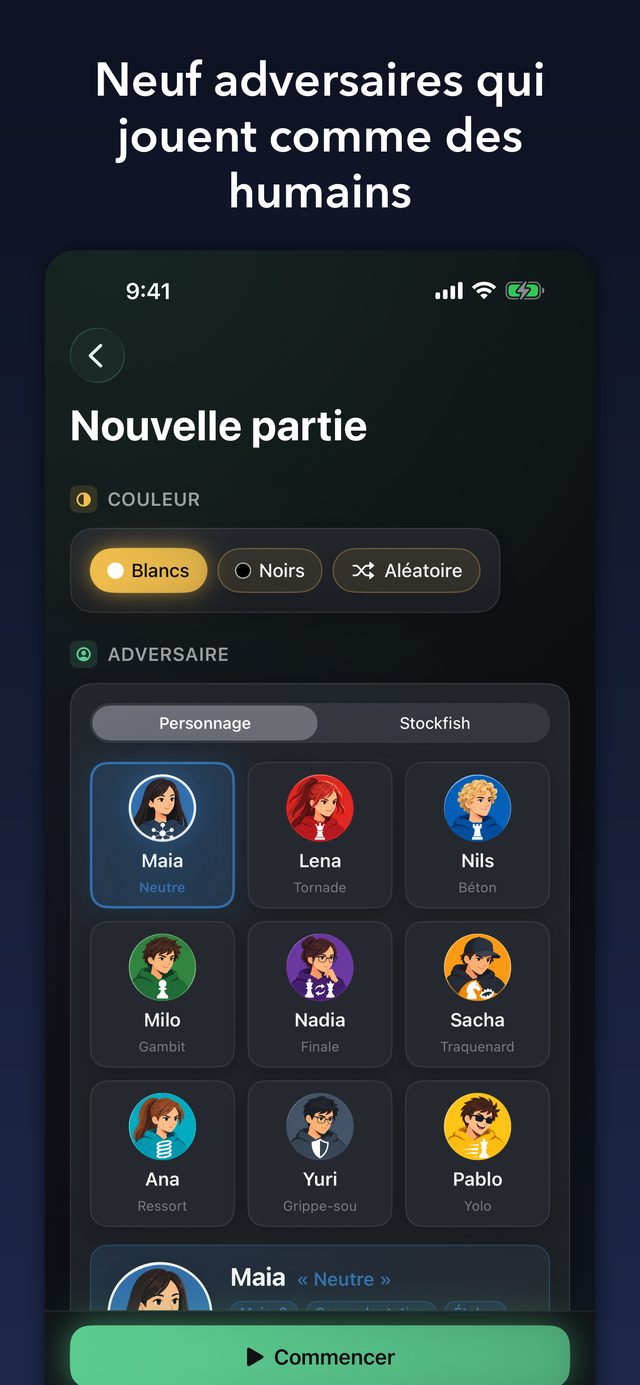 Neuf adversaires qui
jouent comme des
humains
9:41
Nouvelle partie
COULEUR
Blancs
Noirs
Aléatoire
ADVERSAIRE
Personnage
Stockfish
Maia
Neutre
Lena
Tornade
Nils
Béton
Milo
Gambit
Nadia
Finale
Sacha
Traquenard
Ana
Ressort
Yuri
Grippe-sou
Pablo
Yolo
Maia « Neutre »
Commencer